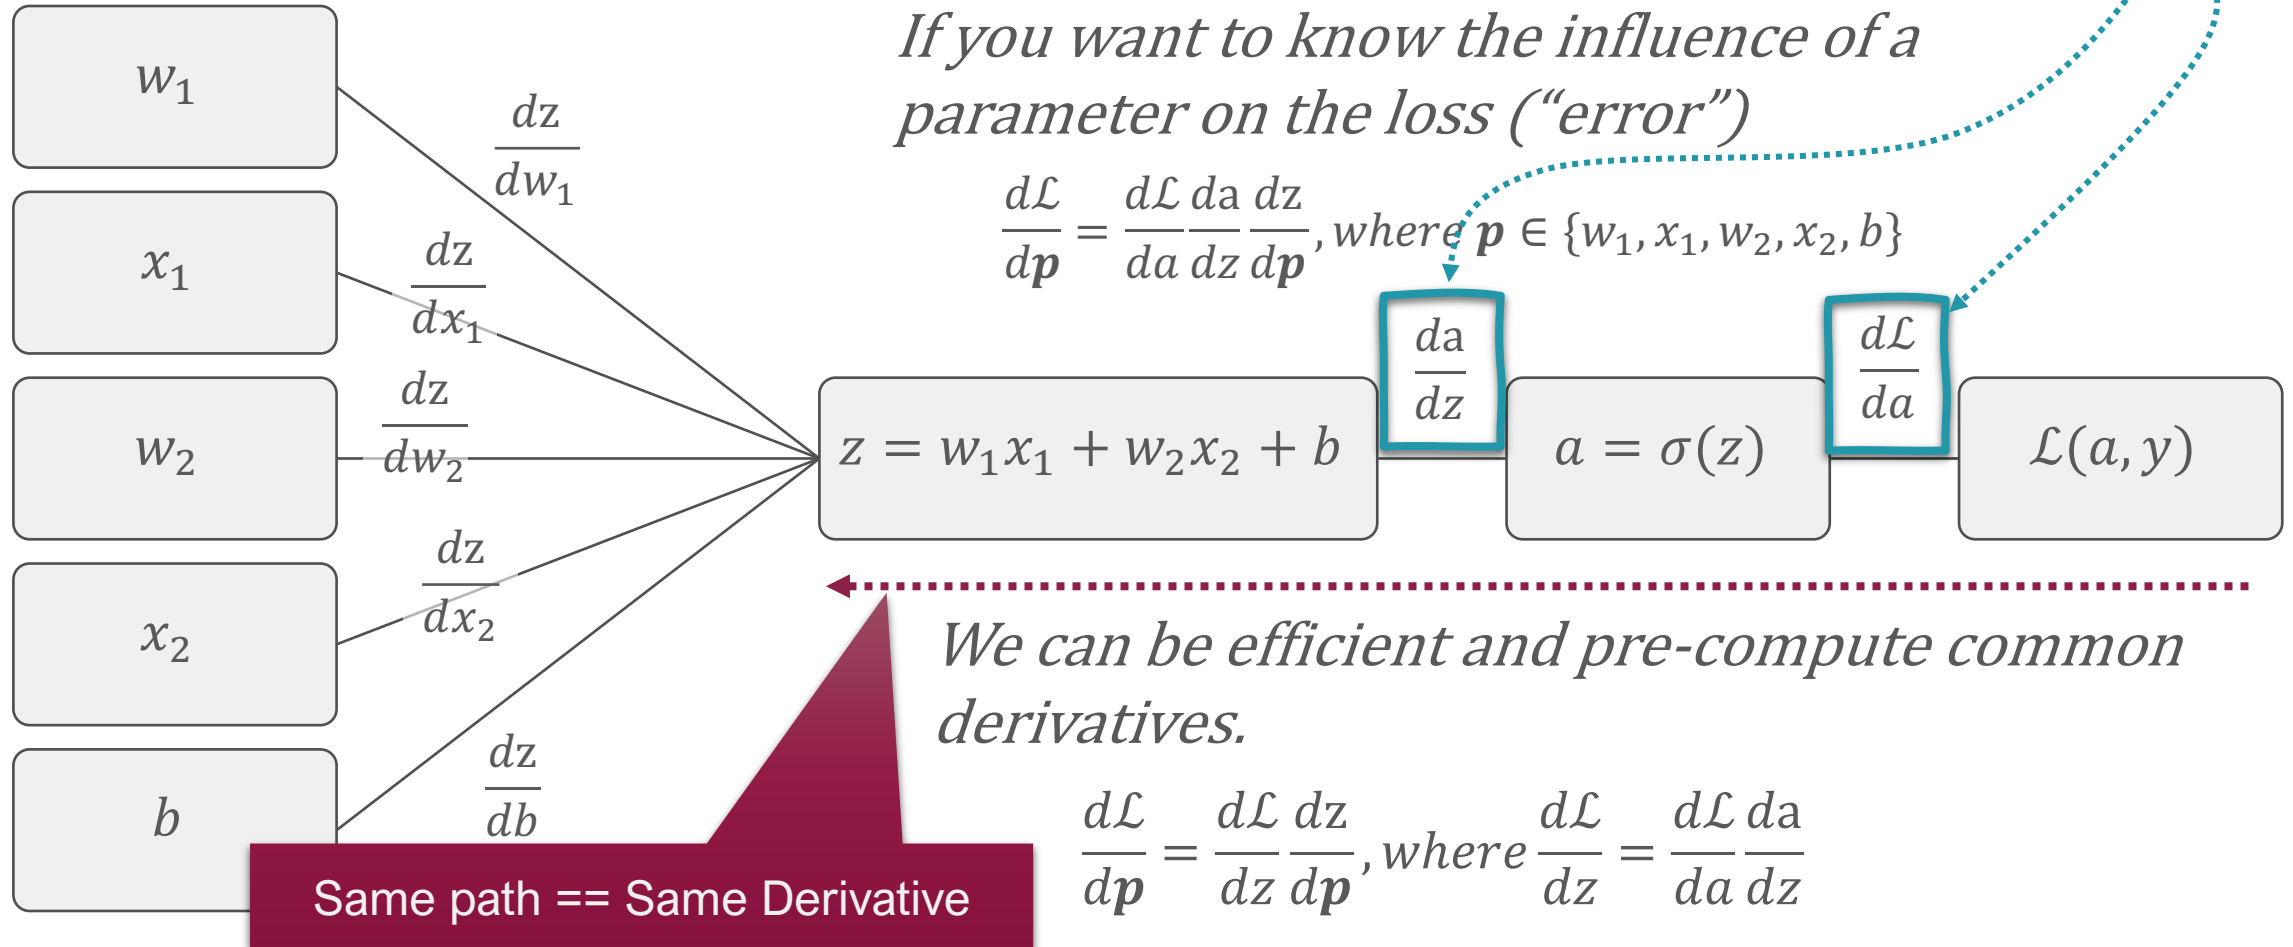 If you want to know the influence of a
parameter on the loss (“error”)
dℒ/d𝒑 = dℒ/da da/dz dz/d𝒑, where 𝒑 ∈ {w₁, x₁, w₂, x₂, b}
w₁
dz/dw₁
x₁
dz/dx₁
w₂
dz/dw₂
x₂
dz/dx₂
b
dz/db
z = w₁x₁ + w₂x₂ + b
da/dz
a = σ(z)
dℒ/da
ℒ(a, y)
We can be efficient and pre-compute common
derivatives.
dℒ/d𝒑 = dℒ/dz dz/d𝒑, where dℒ/dz = dℒ/da da/dz
Same path == Same Derivative